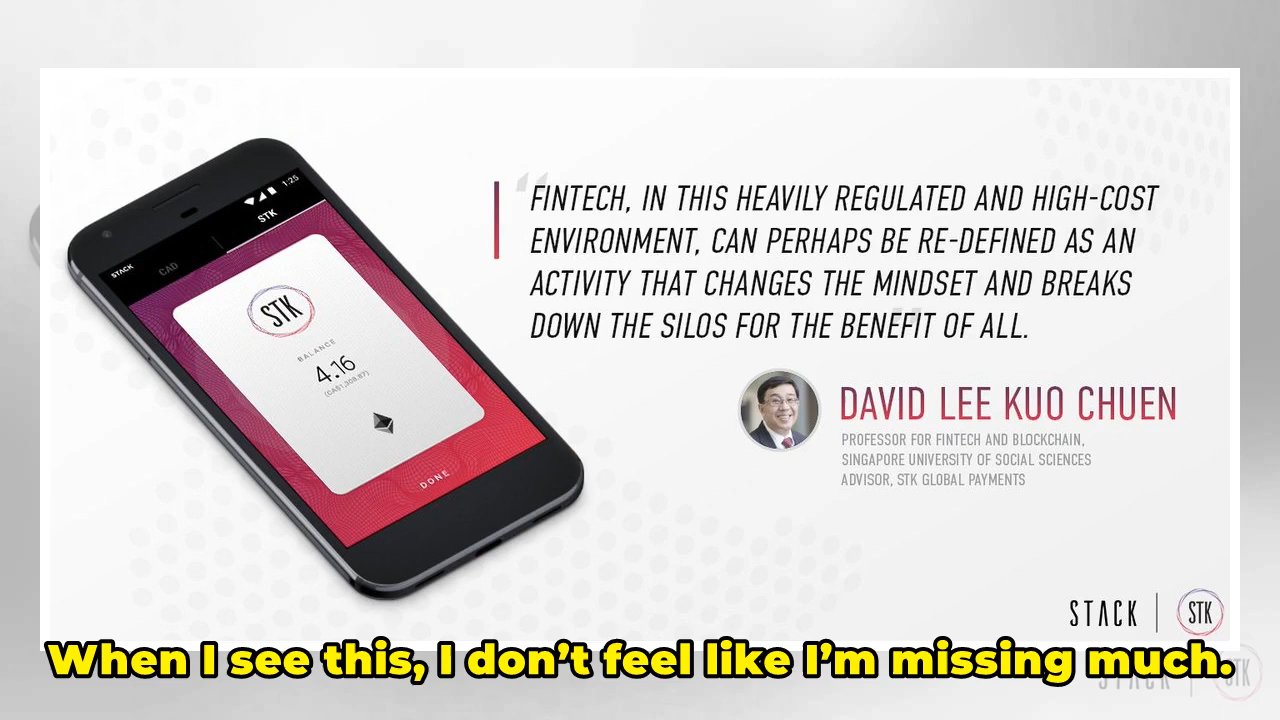 1:25
STACK
CAD
STK
STK
BALANCE
4.16
DONE
“
FINTECH, IN THIS HEAVILY REGULATED AND HIGH-COST
ENVIRONMENT, CAN PERHAPS BE RE-DEFINED AS AN
ACTIVITY THAT CHANGES THE MINDSET AND BREAKS
DOWN THE SILOS FOR THE BENEFIT OF ALL.
DAVID LEE KUO CHUEN
PROFESSOR FOR FINTECH AND BLOCKCHAIN,
SINGAPORE UNIVERSITY OF SOCIAL SCIENCES
ADVISOR, STK GLOBAL PAYMENTS
STACK | STK
When I see this, I don’t feel like I’m missing much.
STACK | STK